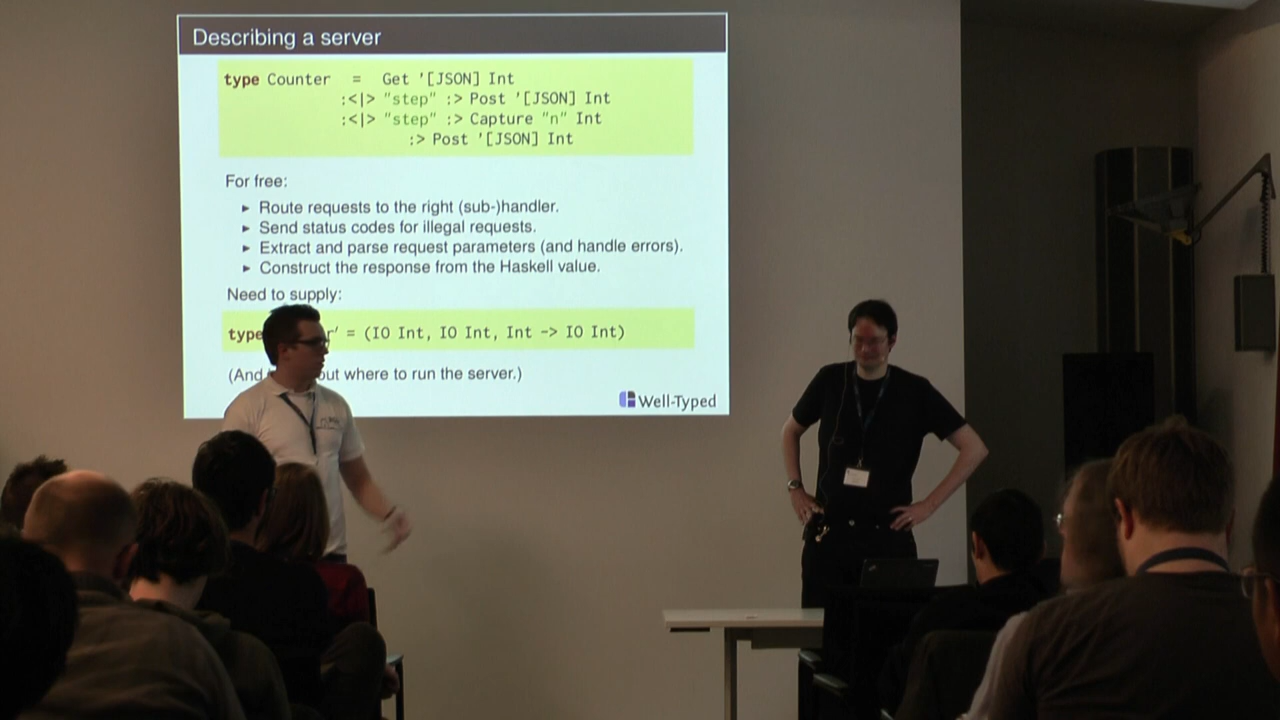 Describing a server
type Counter = Get '[JSON] Int
:<|> "step" :> Post '[JSON] Int
:<|> "step" :> Capture "n" Int
:> Post '[JSON] Int
For free:
► Route requests to the right (sub-)handler.
► Send status codes for illegal requests.
► Extract and parse request parameters (and handle errors).
► Construct the response from the Haskell value.
Need to supply:
type r' = (IO Int, IO Int, Int -> IO Int)
(And out where to run the server.)
Well-Typed